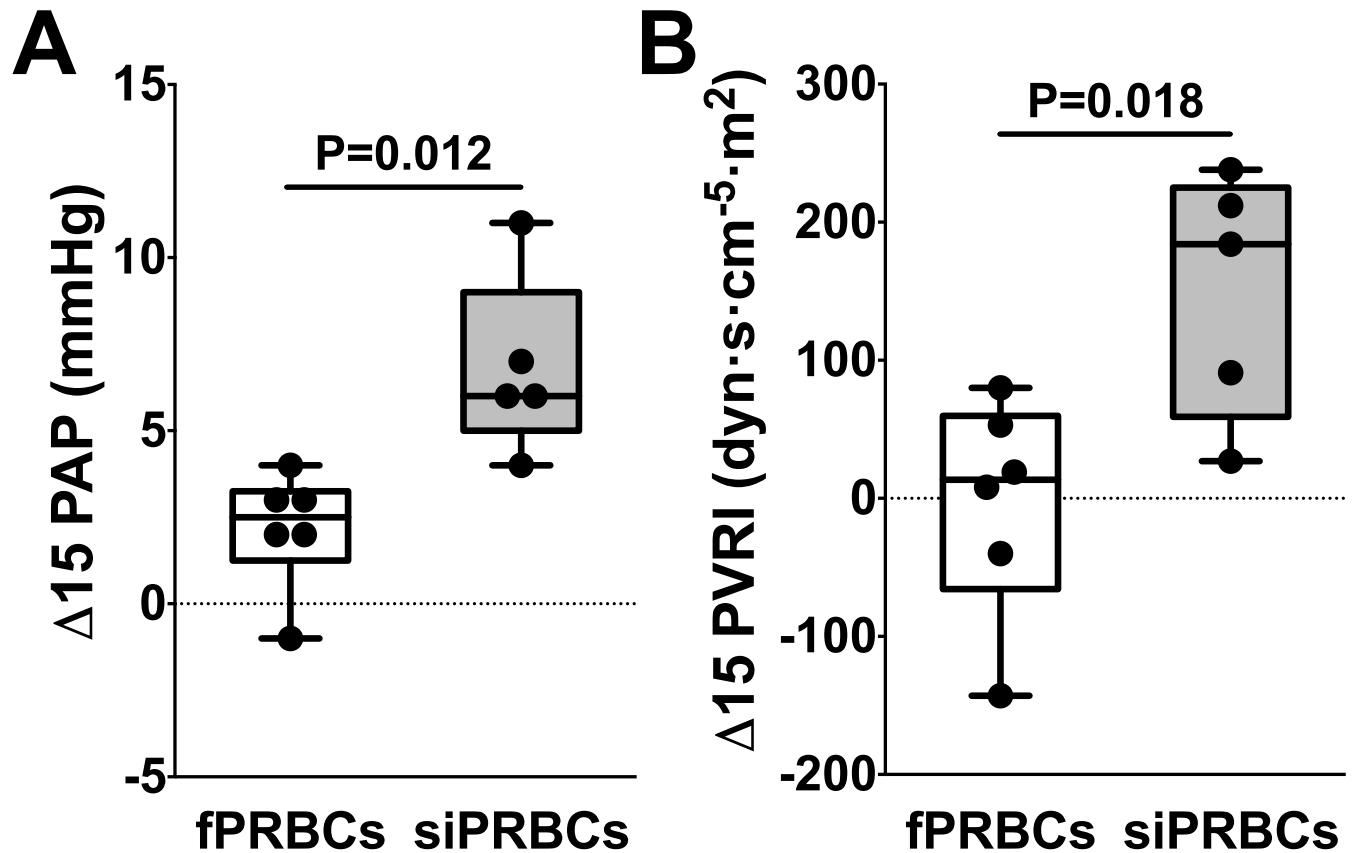 A
Δ15 PAP (mmHg)
15
10
5
0
-5
P=0.012
fPRBCs siPRBCs
B
Δ15 PVRI (dyn·s·cm⁻⁵·m²)
300
200
100
0
-100
-200
P=0.018
fPRBCs siPRBCs